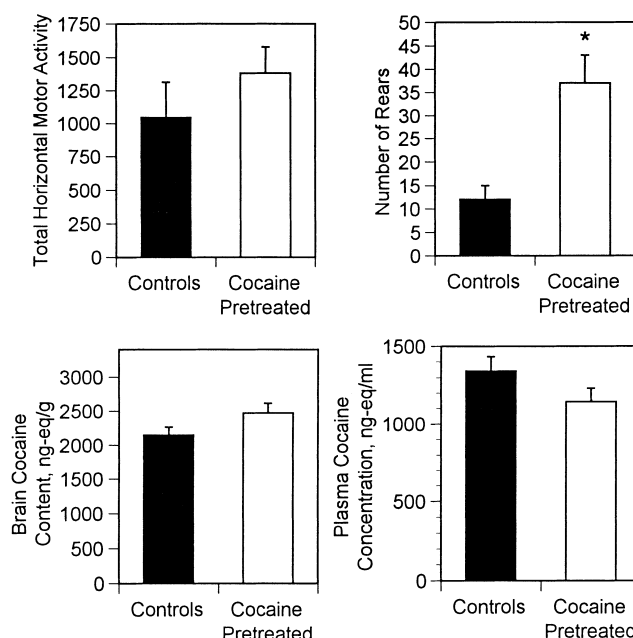 Total Horizontal Motor Activity
1750
1500
1250
1000
750
500
250
0
Controls
Cocaine
Pretreated
Number of Rears
50
45
40
35
30
25
20
15
10
5
0
*
Controls
Cocaine
Pretreated
Brain Cocaine
Content, ng-eq/g
3000
2500
2000
1500
1000
500
0
Controls
Cocaine
Pretreated
Plasma Cocaine
Concentration, ng-eq/ml
1500
1000
500
0
Controls
Cocaine
Pretreated